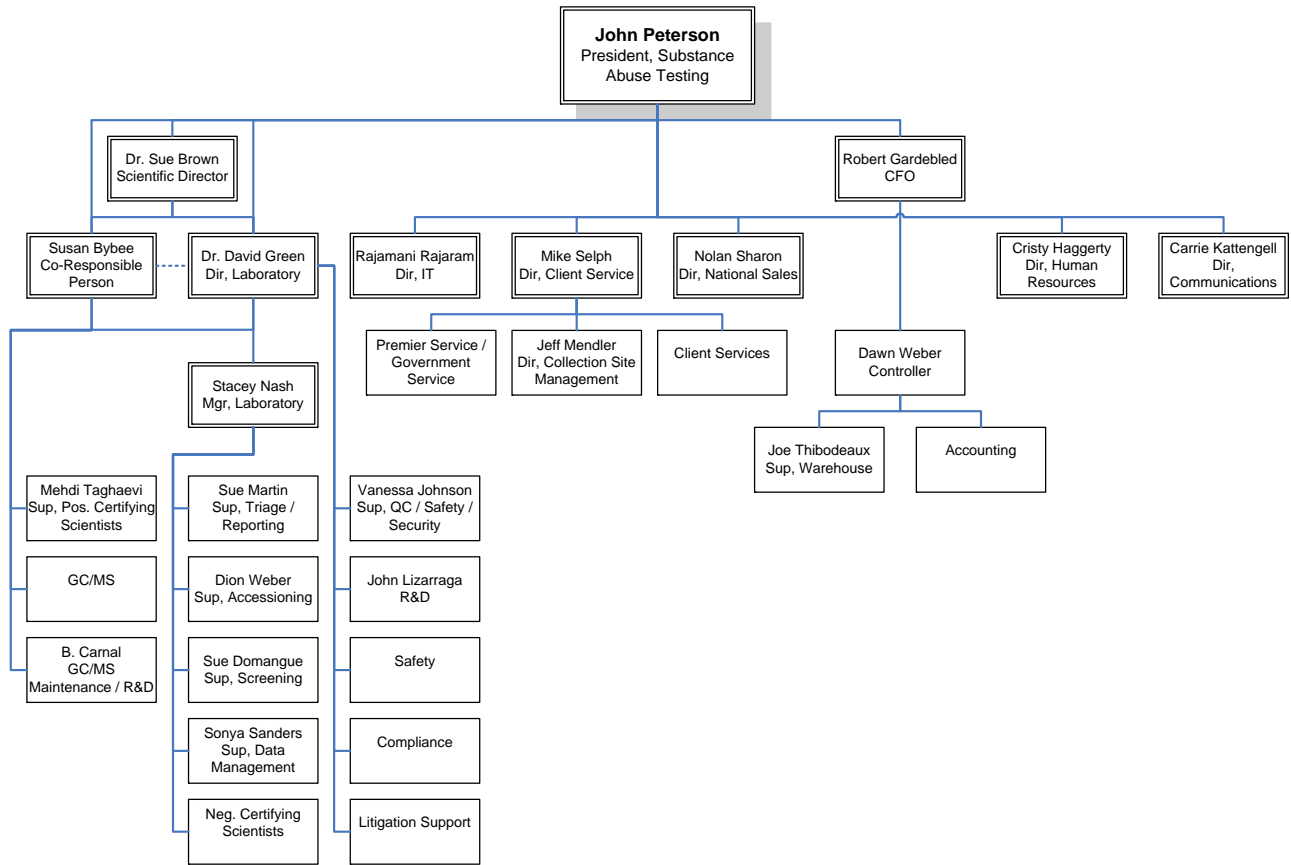 John Peterson
President, Substance
Abuse Testing
Dr. Sue Brown
Scientific Director
Robert Gardebled
CFO
Susan Bybee
Co-Responsible
Person
Dr. David Green
Dir, Laboratory
Rajamani Rajaram
Dir, IT
Mike Selph
Dir, Client Service
Nolan Sharon
Dir, National Sales
Cristy Haggerty
Dir, Human
Resources
Carrie Kattengell
Dir,
Communications
Premier Service /
Government
Service
Jeff Mendler
Dir, Collection Site
Management
Client Services
Dawn Weber
Controller
Stacey Nash
Mgr, Laboratory
Joe Thibodeaux
Sup, Warehouse
Accounting
Mehdi Taghaevi
Sup, Pos. Certifying
Scientists
Sue Martin
Sup, Triage /
Reporting
Vanessa Johnson
Sup, QC / Safety /
Security
GC/MS
Dion Weber
Sup, Accessioning
John Lizarraga
R&D
B. Carnal
GC/MS
Maintenance / R&D
Sue Domangue
Sup, Screening
Safety
Sonya Sanders
Sup, Data
Management
Compliance
Neg. Certifying
Scientists
Litigation Support